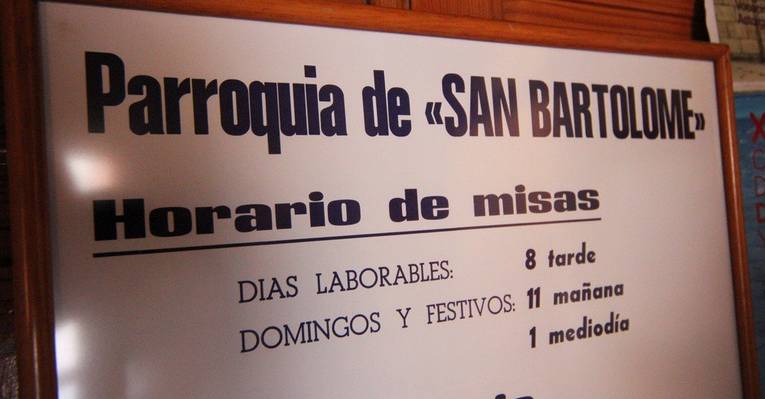 Parroquia de «SAN BARTOLOME»
Horario de misas
DIAS LABORABLES: 8 tarde
DOMINGOS Y FESTIVOS: 11 mañana
1 mediodía